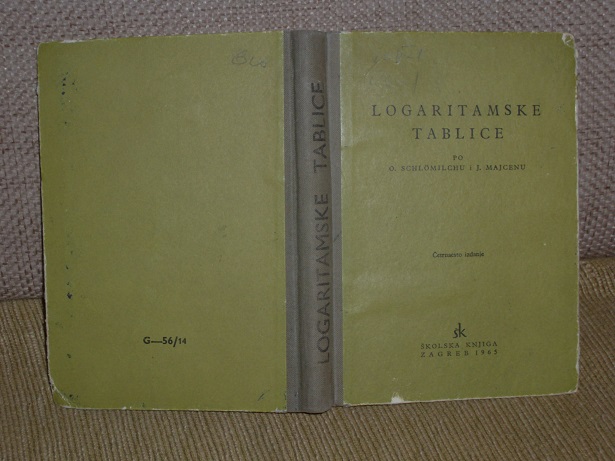 LOGARITAMSKE
TABLICE
PO
O. SCHLÖMILCHU i J. MAJCENU
Četrnaesto izdanje
šk
ŠKOLSKA KNJIGA
ZAGREB 1965
LOGARITAMSKE TABLICE
G—56/14